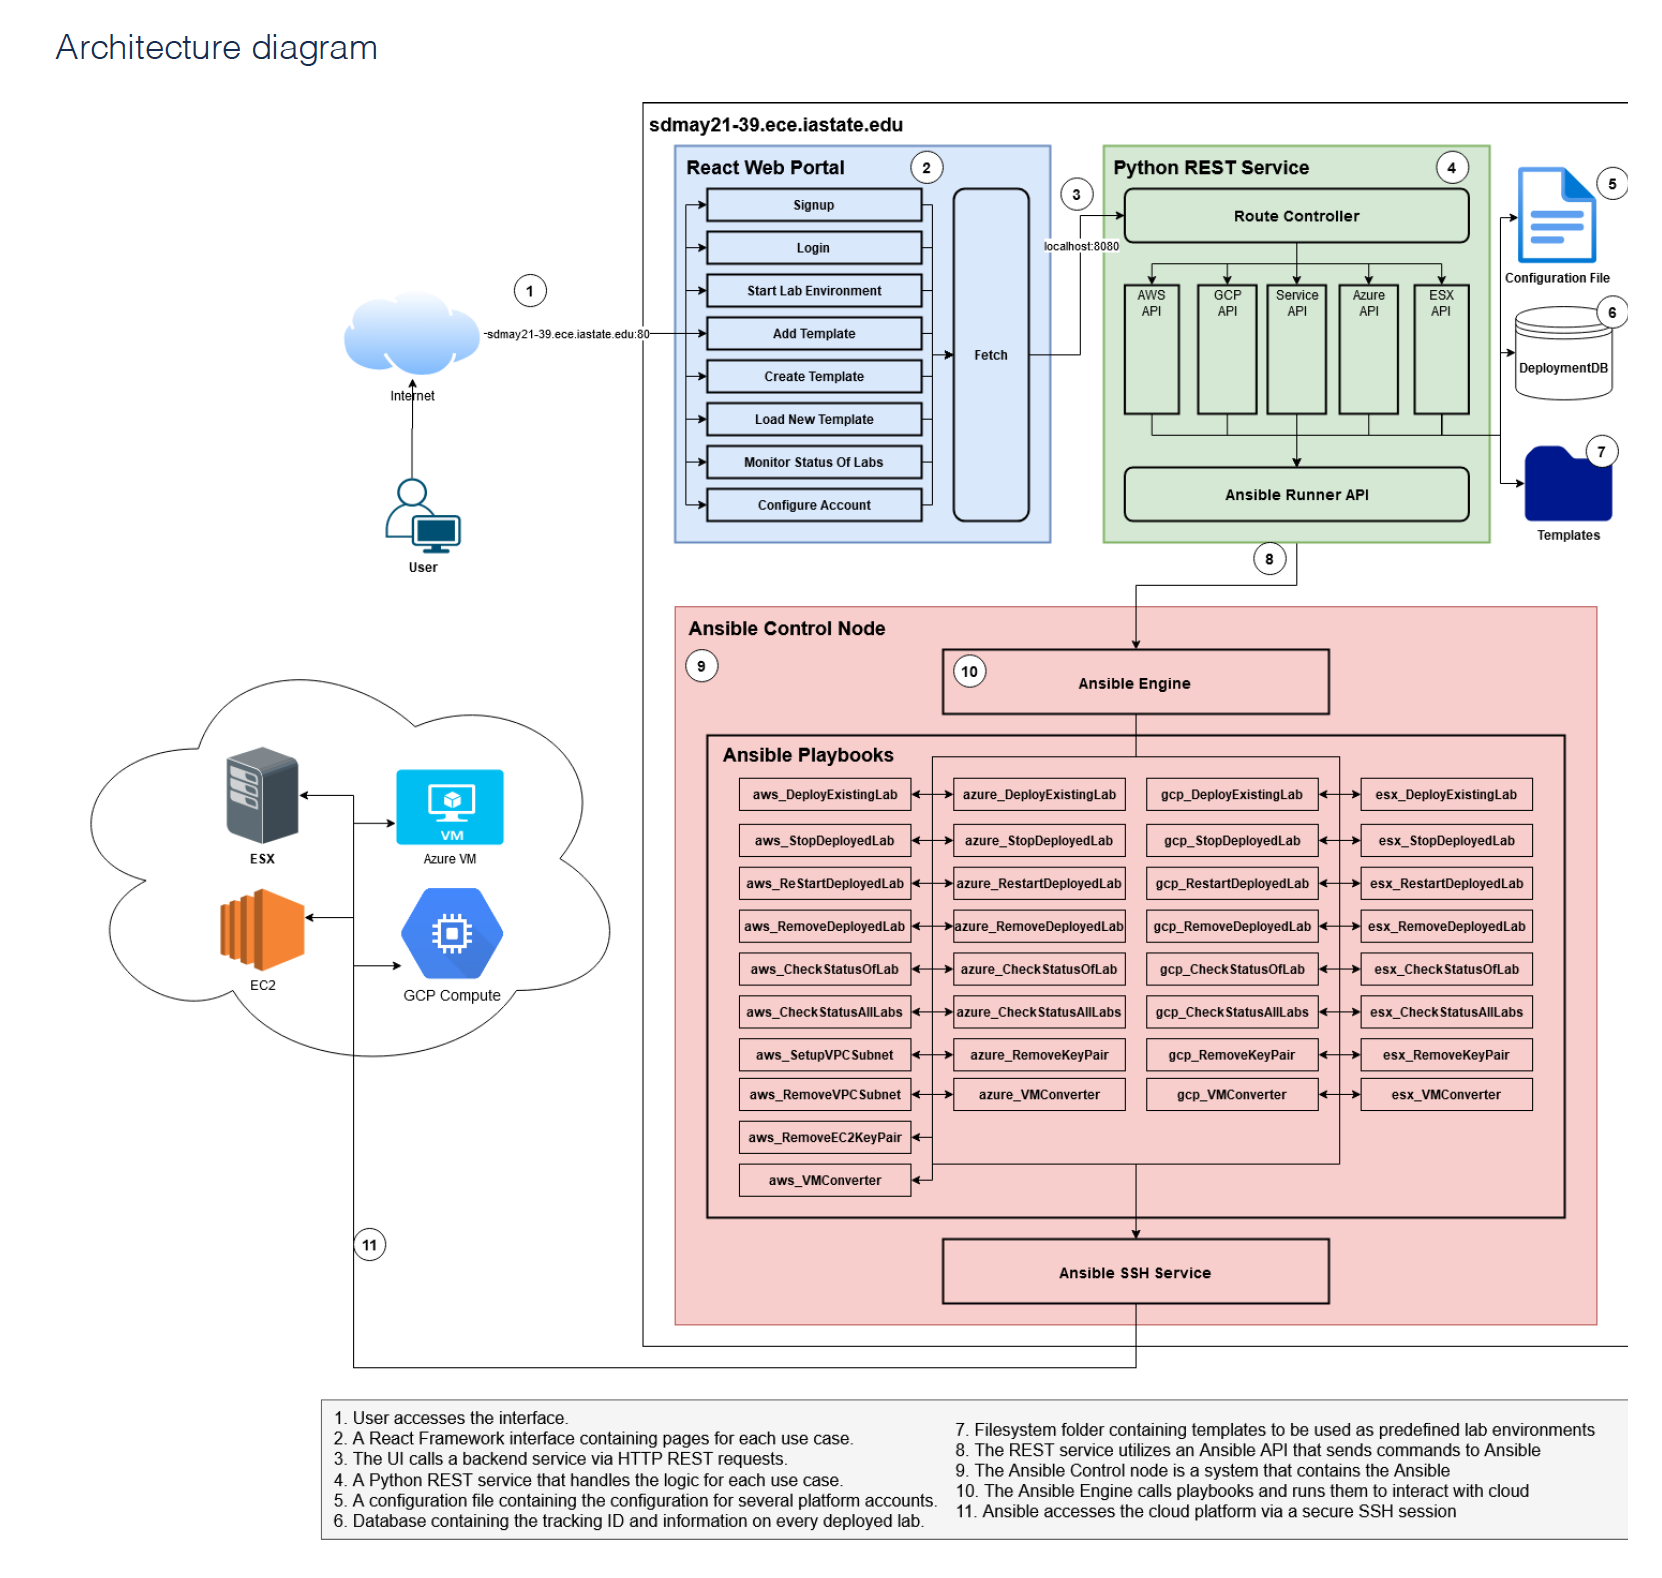 Architecture diagram
sdmay21-39.ece.iastate.edu
React Web Portal
2
Signup
Login
Start Lab Environment
Add Template
Create Template
Load New Template
Monitor Status Of Labs
Configure Account
Fetch
3
localhost:8080
Python REST Service
4
Route Controller
AWS
API
GCP
API
Service
API
Azure
API
ESX
API
Ansible Runner API
5
Configuration File
6
DeploymentDB
7
Templates
1
sdmay21-39.ece.iastate.edu:80
Internet
User
8
Ansible Control Node
9
10
Ansible Engine
Ansible Playbooks
aws_DeployExistingLab
azure_DeployExistingLab
gcp_DeployExistingLab
esx_DeployExistingLab
aws_StopDeployedLab
azure_StopDeployedLab
gcp_StopDeployedLab
esx_StopDeployedLab
aws_ReStartDeployedLab
azure_RestartDeployedLab
gcp_RestartDeployedLab
esx_RestartDeployedLab
aws_RemoveDeployedLab
azure_RemoveDeployedLab
gcp_RemoveDeployedLab
esx_RemoveDeployedLab
aws_CheckStatusOfLab
azure_CheckStatusOfLab
gcp_CheckStatusOfLab
esx_CheckStatusOfLab
aws_CheckStatusAllLabs
azure_CheckStatusAllLabs
gcp_CheckStatusAllLabs
esx_CheckStatusAllLabs
aws_SetupVPCSubnet
azure_RemoveKeyPair
gcp_RemoveKeyPair
esx_RemoveKeyPair
aws_RemoveVPCSubnet
azure_VMConverter
gcp_VMConverter
esx_VMConverter
aws_RemoveEC2KeyPair
aws_VMConverter
Ansible SSH Service
ESX
VM
Azure VM
EC2
GCP Compute
11
1. User accesses the interface.
2. A React Framework interface containing pages for each use case.
3. The UI calls a backend service via HTTP REST requests.
4. A Python REST service that handles the logic for each use case.
5. A configuration file containing the configuration for several platform accounts.
6. Database containing the tracking ID and information on every deployed lab.
7. Filesystem folder containing templates to be used as predefined lab environments
8. The REST service utilizes an Ansible API that sends commands to Ansible
9. The Ansible Control node is a system that contains the Ansible
10. The Ansible Engine calls playbooks and runs them to interact with cloud
11. Ansible accesses the cloud platform via a secure SSH session